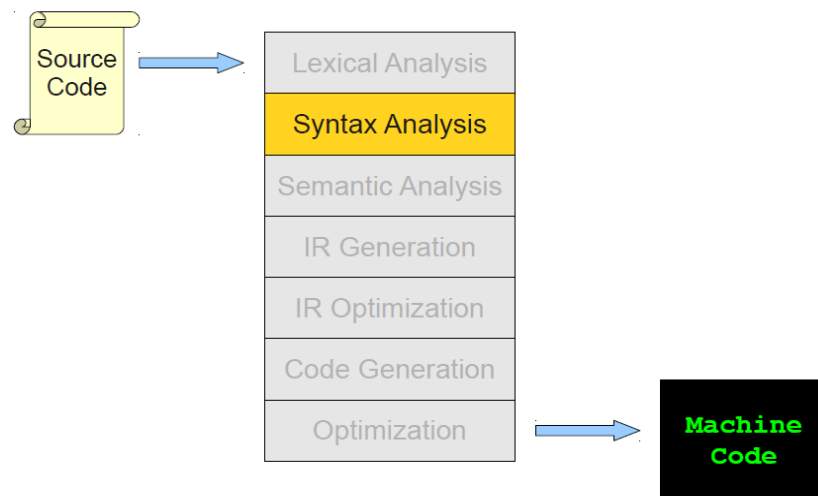 Source
Code
Lexical Analysis
Syntax Analysis
Semantic Analysis
IR Generation
IR Optimization
Code Generation
Optimization
Machine
Code